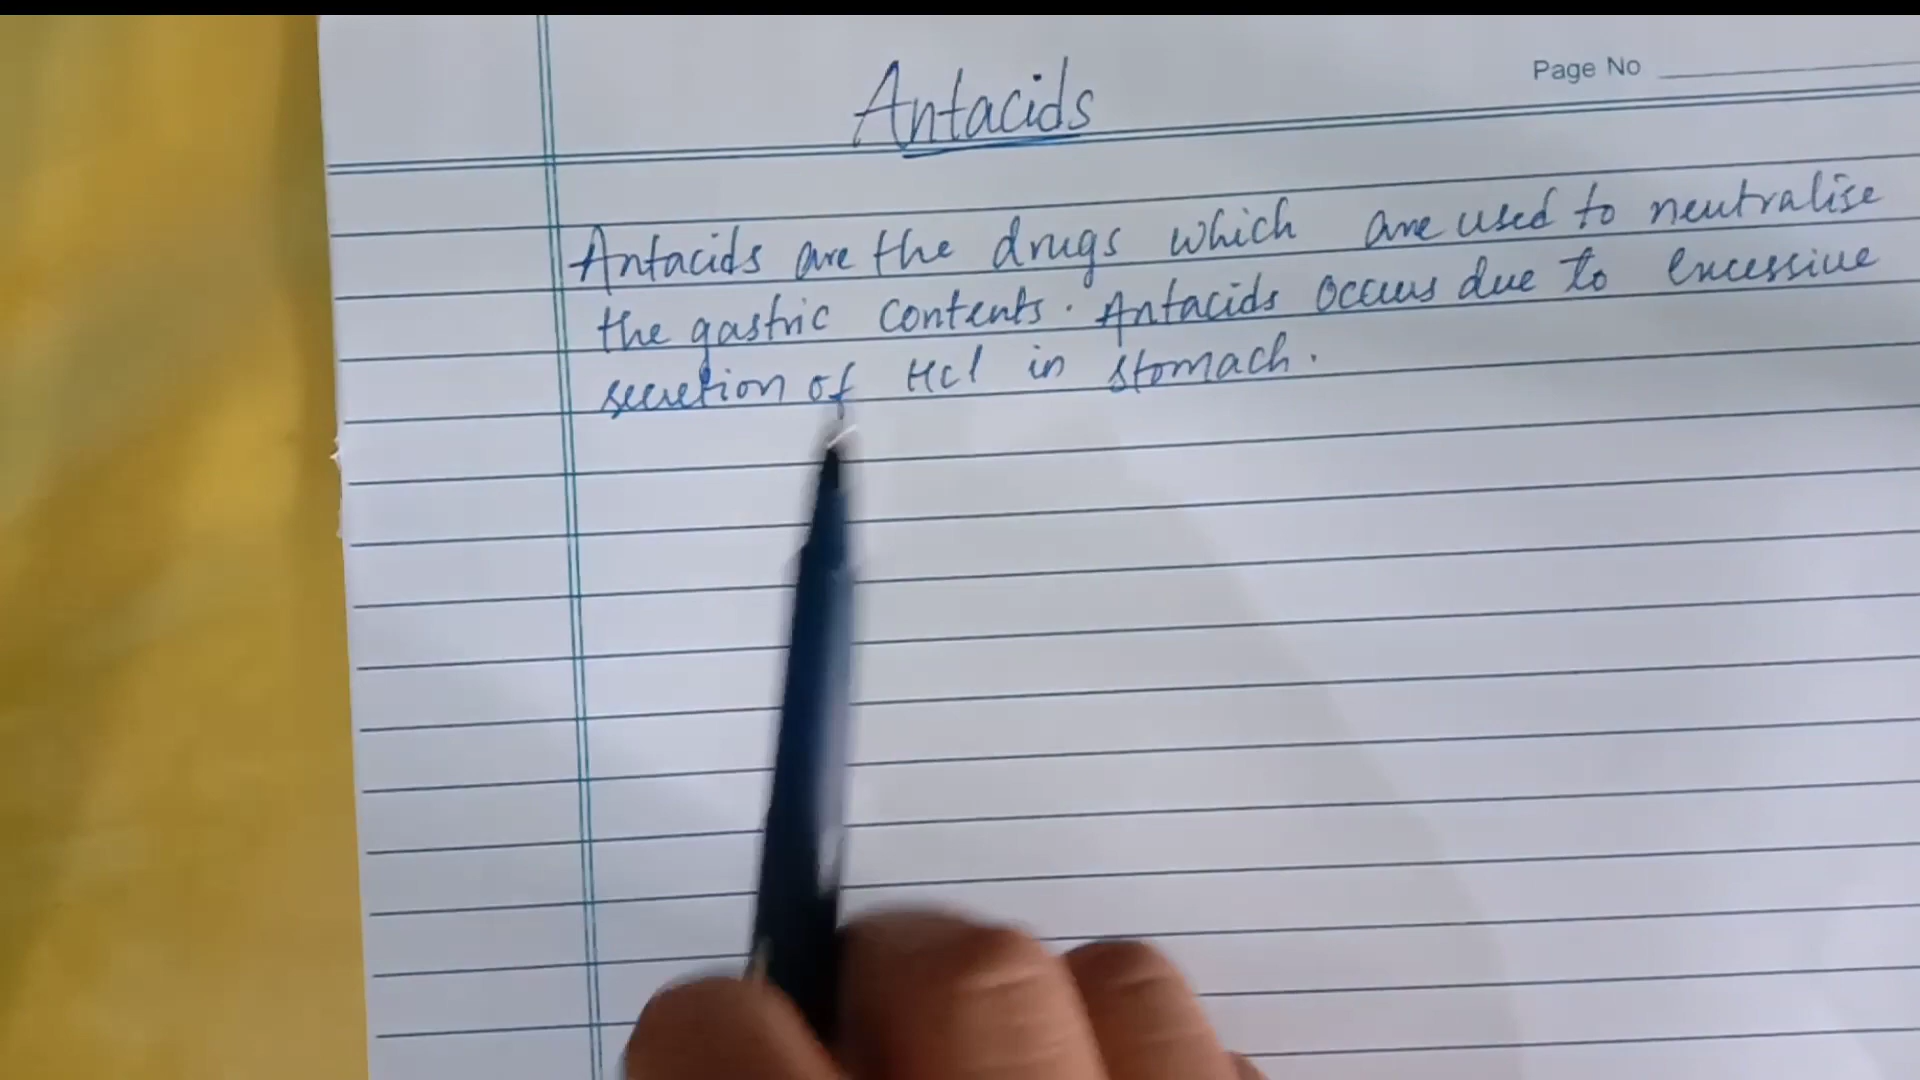 Antacids
Page No
Antacids are the drugs which are used to neutralise
the gastric contents. Antacids occurs due to excessive
secretion of HCl in stomach.